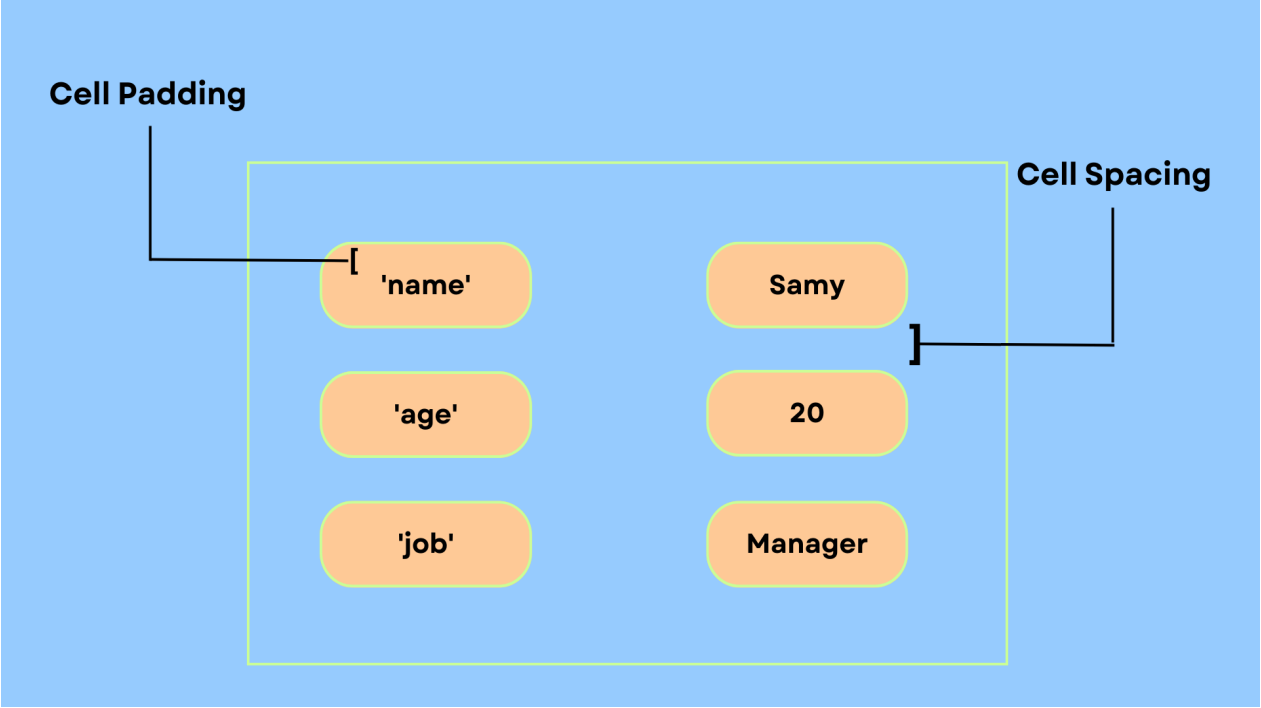 Cell Padding
Cell Spacing
'name'
Samy
'age'
20
'job'
Manager